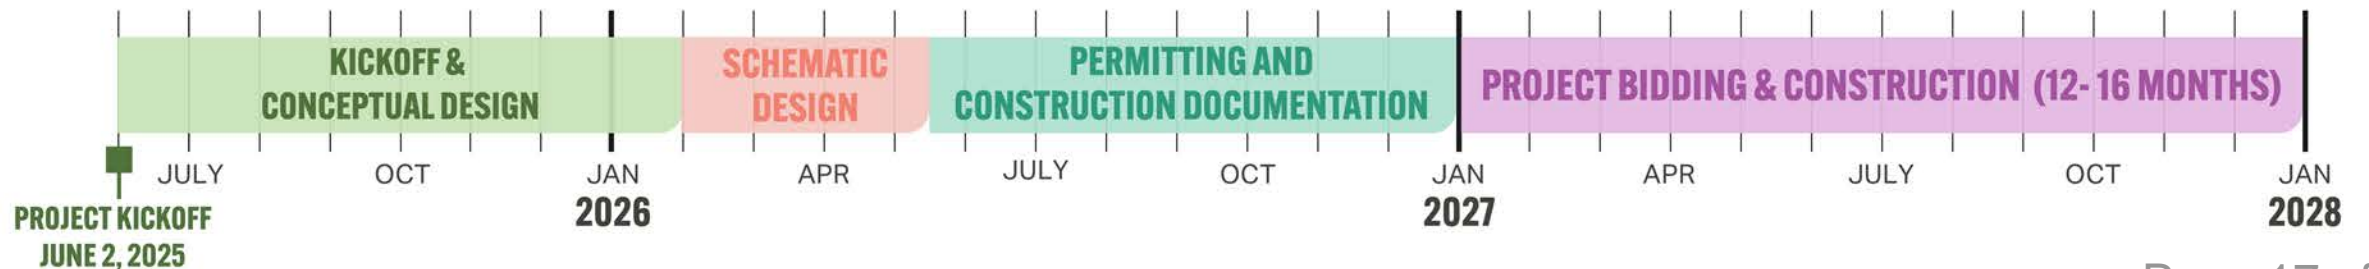 KICKOFF &
CONCEPTUAL DESIGN
SCHEMATIC
DESIGN
PERMITTING AND
CONSTRUCTION DOCUMENTATION
PROJECT BIDDING & CONSTRUCTION (12- 16 MONTHS)
JULY
OCT
JAN
APR
JULY
OCT
JAN
APR
JULY
OCT
JAN
2026
2027
2028
PROJECT KICKOFF
JUNE 2, 2025